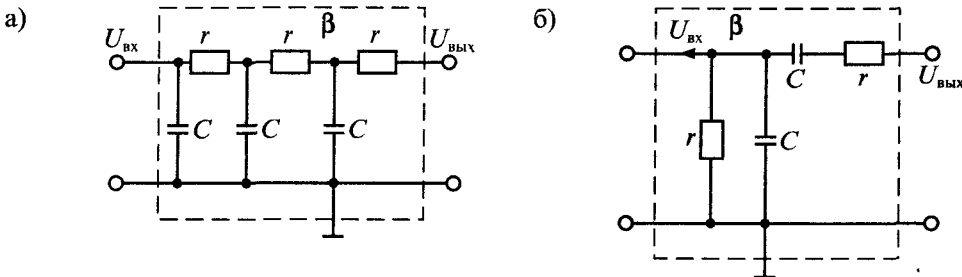 а)
β
U_вх r r r U_вых
C C C
б)
U_вх β
C r U_вых
r C